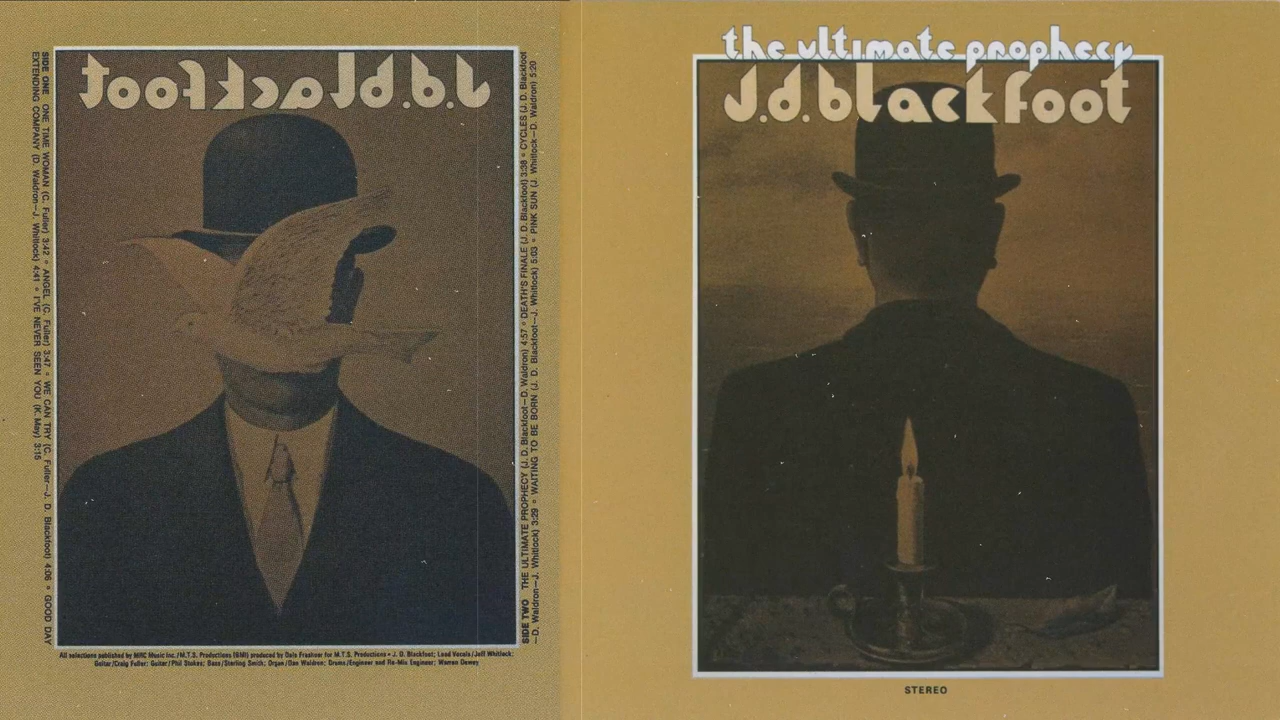 J.d.blackfoot
SIDE ONE ONE TIME WOMAN (C. Fuller) 3:42 ° ANGEL (C. Fuller) 3:47 ° WE CAN TRY (C. Fuller—J. D. Blackfoot) 4:06 ° GOOD DAY
EXTENDING COMPANY (D. Waldron—J. Whitlock) 4:41 ° I'VE NEVER SEEN YOU (K. May) 3:15
SIDE TWO THE ULTIMATE PROPHECY (J. D. Blackfoot—D. Waldron) 4:57 ° DEATH'S FINALE (J. D. Blackfoot) 3:38 ° CYCLES (J. D. Blackfoot
—D. Waldron—J. Whitlock) 3:29 ° WAITING TO BE BORN (J. D. Blackfoot—J. Whitlock) 5:03 ° PINK SUN (J. Whitlock—D. Waldron) 5:20
All selections published by MRC Music Inc./M.T.S. Productions (BMI) produced by Dale Frashuer for M.T.S. Productions • J. D. Blackfoot; Lead Vocals/Jeff Whitlock;
Guitar/Craig Fuller; Guitar/Phil Stokes; Bass/Sterling Smith; Organ/Dan Waldron; Drums/Engineer and Re-Mix Engineer; Warren Dewey
the ultimate prophecy
J.d.blackfoot
STEREO